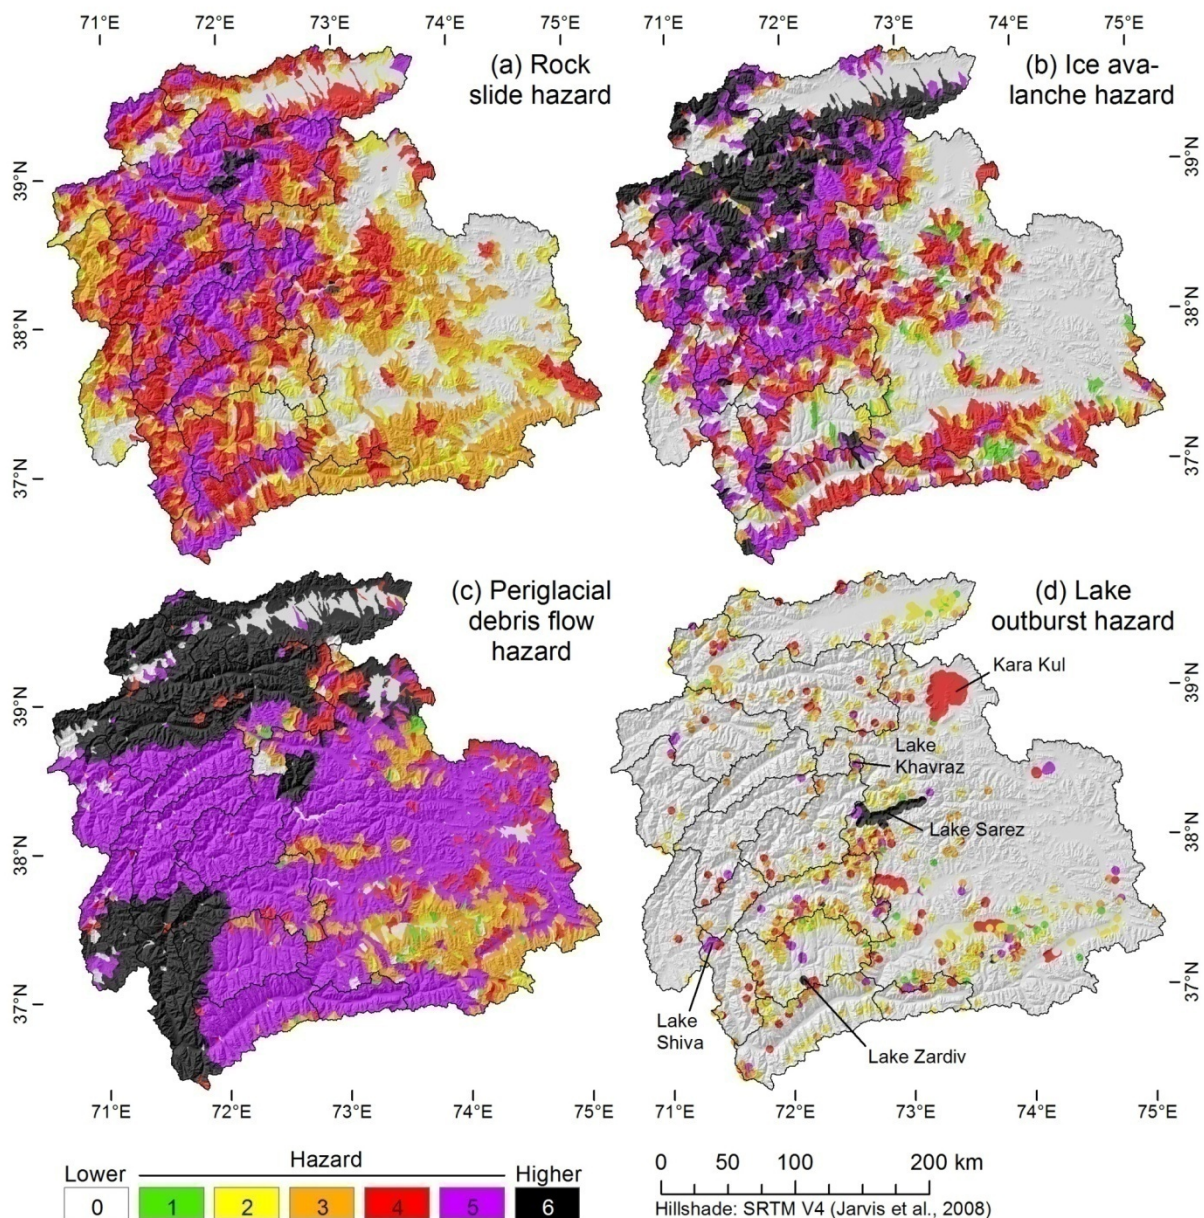 71°E 72°E 73°E 74°E 75°E 71°E 72°E 73°E 74°E 75°E
(a) Rock
slide hazard
(b) Ice ava-
lanche hazard
39°N
38°N
37°N
39°N
38°N
37°N
(c) Periglacial
debris flow
hazard
(d) Lake
outburst hazard
Kara Kul
Lake
Khavraz
Lake Sarez
Lake
Shiva
Lake Zardiv
39°N
38°N
37°N
39°N
38°N
37°N
71°E 72°E 73°E 74°E 75°E 71°E 72°E 73°E 74°E 75°E
Lower Hazard Higher
0 1 2 3 4 5 6
0 50 100 200 km
Hillshade: SRTM V4 (Jarvis et al., 2008)